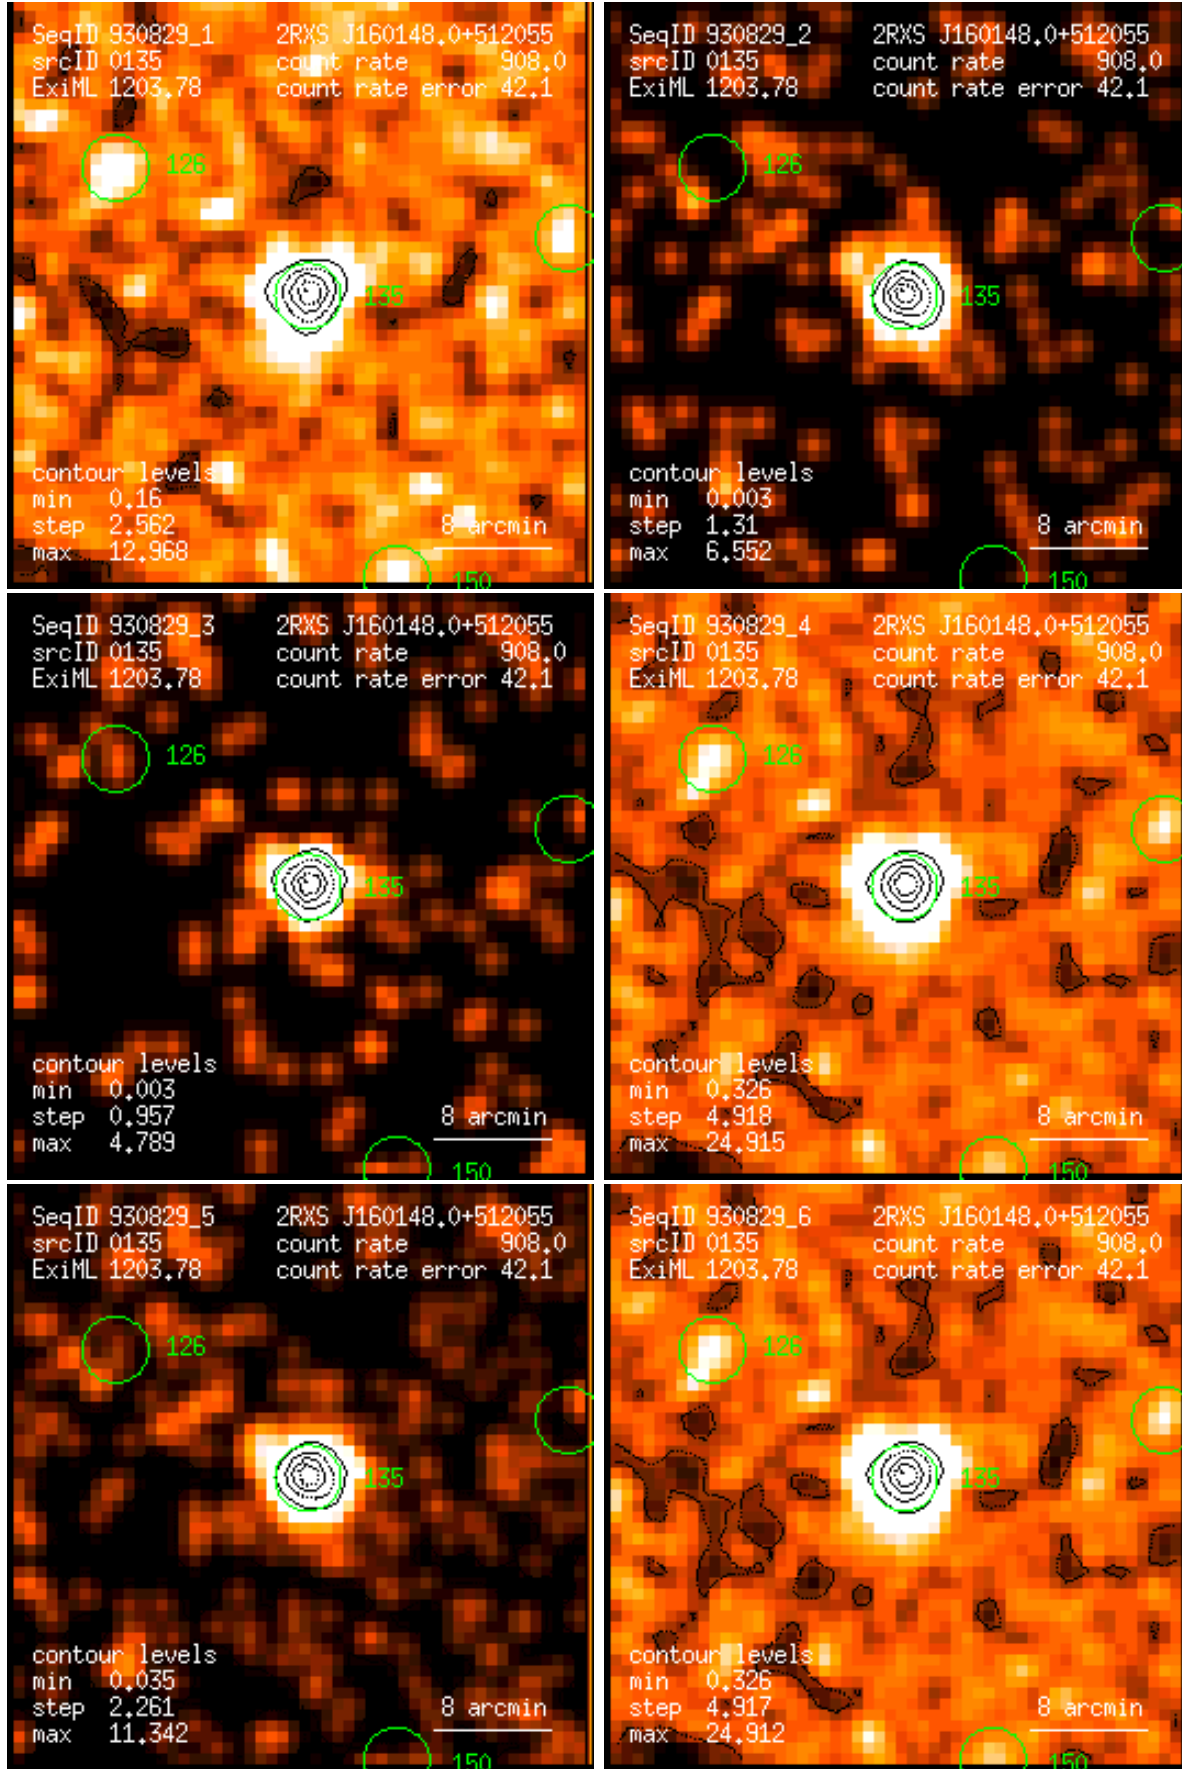 SeqID 930829_1 2RXS J160148.0+512055
srcID 0135 count rate 908.0
ExiML 1203.78 count rate error 42.1
126
135
contour levels
min 0.16
step 2.562
max 12.968
8 arcmin
150
SeqID 930829_2 2RXS J160148.0+512055
srcID 0135 count rate 908.0
ExiML 1203.78 count rate error 42.1
126
135
contour levels
min 0.003
step 1.31
max 6.552
8 arcmin
150
SeqID 930829_3 2RXS J160148.0+512055
srcID 0135 count rate 908.0
ExiML 1203.78 count rate error 42.1
126
135
contour levels
min 0.003
step 0.957
max 4.789
8 arcmin
150
SeqID 930829_4 2RXS J160148.0+512055
srcID 0135 count rate 908.0
ExiML 1203.78 count rate error 42.1
126
135
contour levels
min 0.326
step 4.918
max 24.915
8 arcmin
150
SeqID 930829_5 2RXS J160148.0+512055
srcID 0135 count rate 908.0
ExiML 1203.78 count rate error 42.1
126
135
contour levels
min 0.035
step 2.261
max 11.342
8 arcmin
150
SeqID 930829_6 2RXS J160148.0+512055
srcID 0135 count rate 908.0
ExiML 1203.78 count rate error 42.1
126
135
contour levels
min 0.326
step 4.917
max 24.912
8 arcmin
150